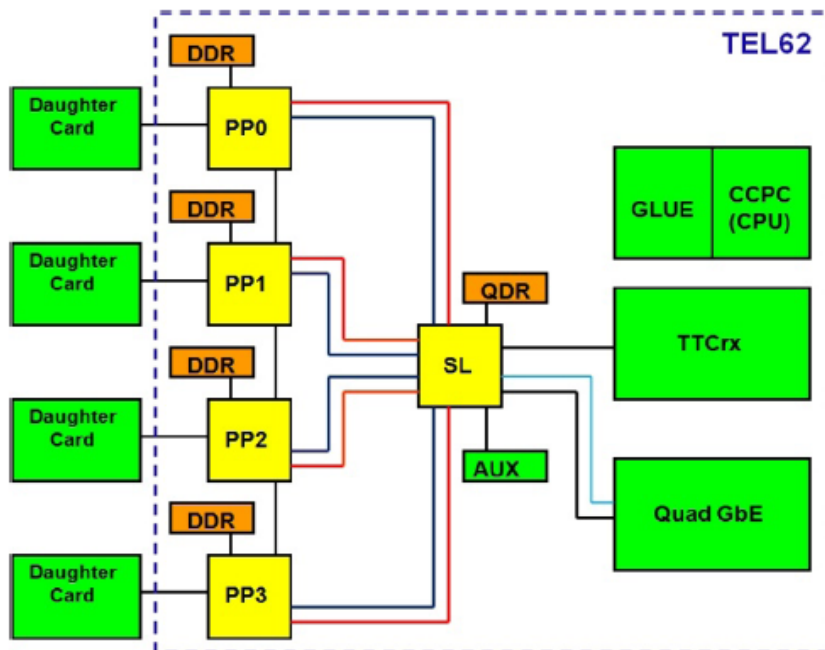 TEL62
DDR
Daughter
Card
PP0
DDR
GLUE
CCPC
(CPU)
Daughter
Card
PP1
QDR
TTCrx
DDR
SL
Daughter
Card
PP2
AUX
Quad GbE
DDR
Daughter
Card
PP3